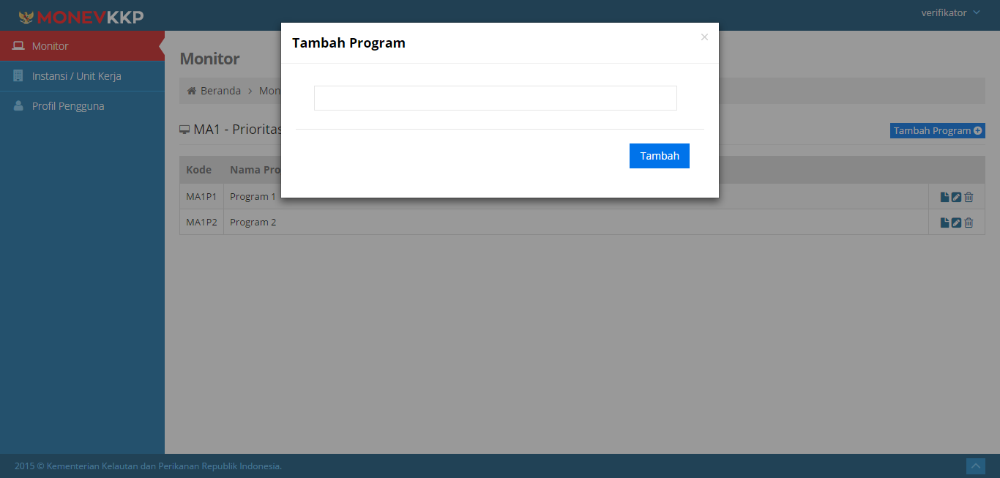 MONEVKKP
verifikator
Monitor
Instansi / Unit Kerja
Profil Pengguna
Tambah Program
×
Tambah
Monitor
Beranda > Mon
MA1 - Prioritas
Tambah Program
Kode Nama Pro
MA1P1 Program 1
MA1P2 Program 2
2015 © Kementerian Kelautan dan Perikanan Republik Indonesia.